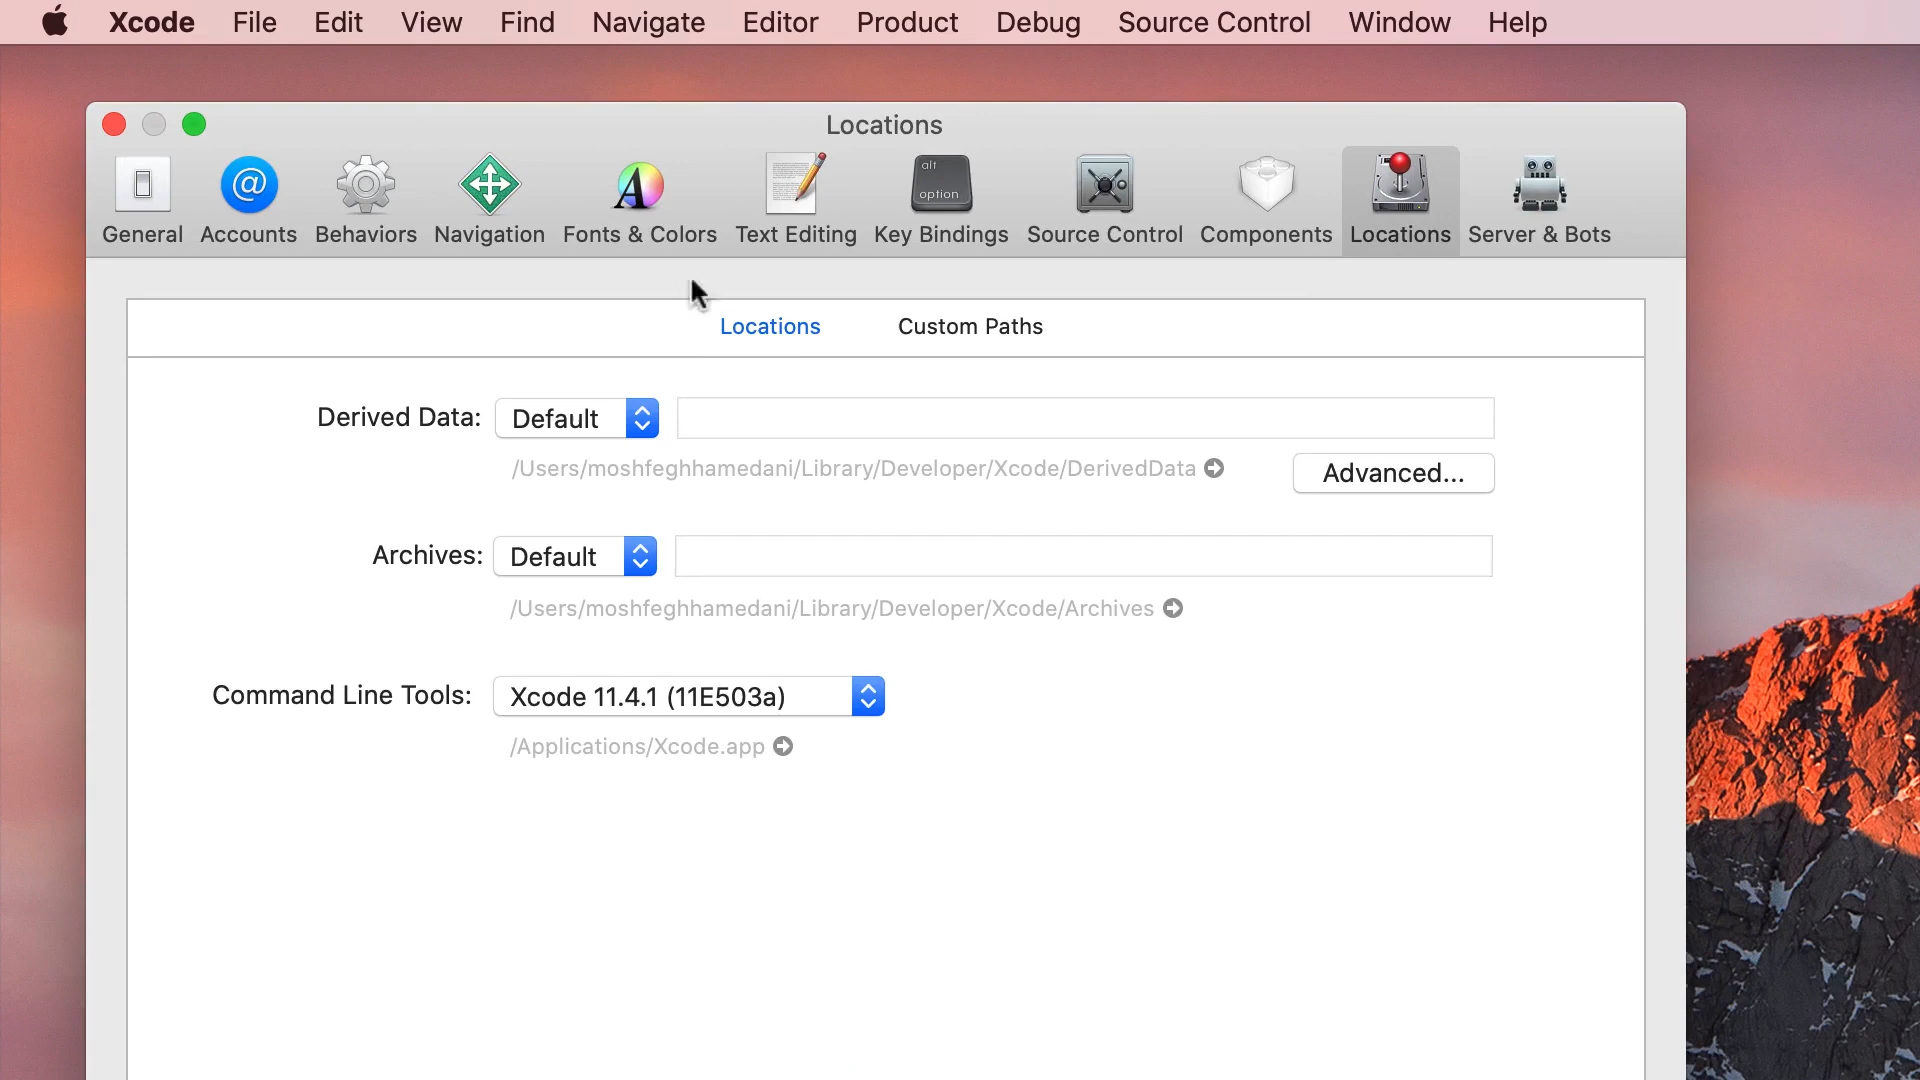 Xcode File Edit View Find Navigate Editor Product Debug Source Control Window Help
Locations
@
A
alt
option
General Accounts Behaviors Navigation Fonts & Colors Text Editing Key Bindings Source Control Components Locations Server & Bots
Locations Custom Paths
Derived Data: Default
/Users/moshfeghhamedani/Library/Developer/Xcode/DerivedData
Advanced...
Archives: Default
/Users/moshfeghhamedani/Library/Developer/Xcode/Archives
Command Line Tools: Xcode 11.4.1 (11E503a)
/Applications/Xcode.app